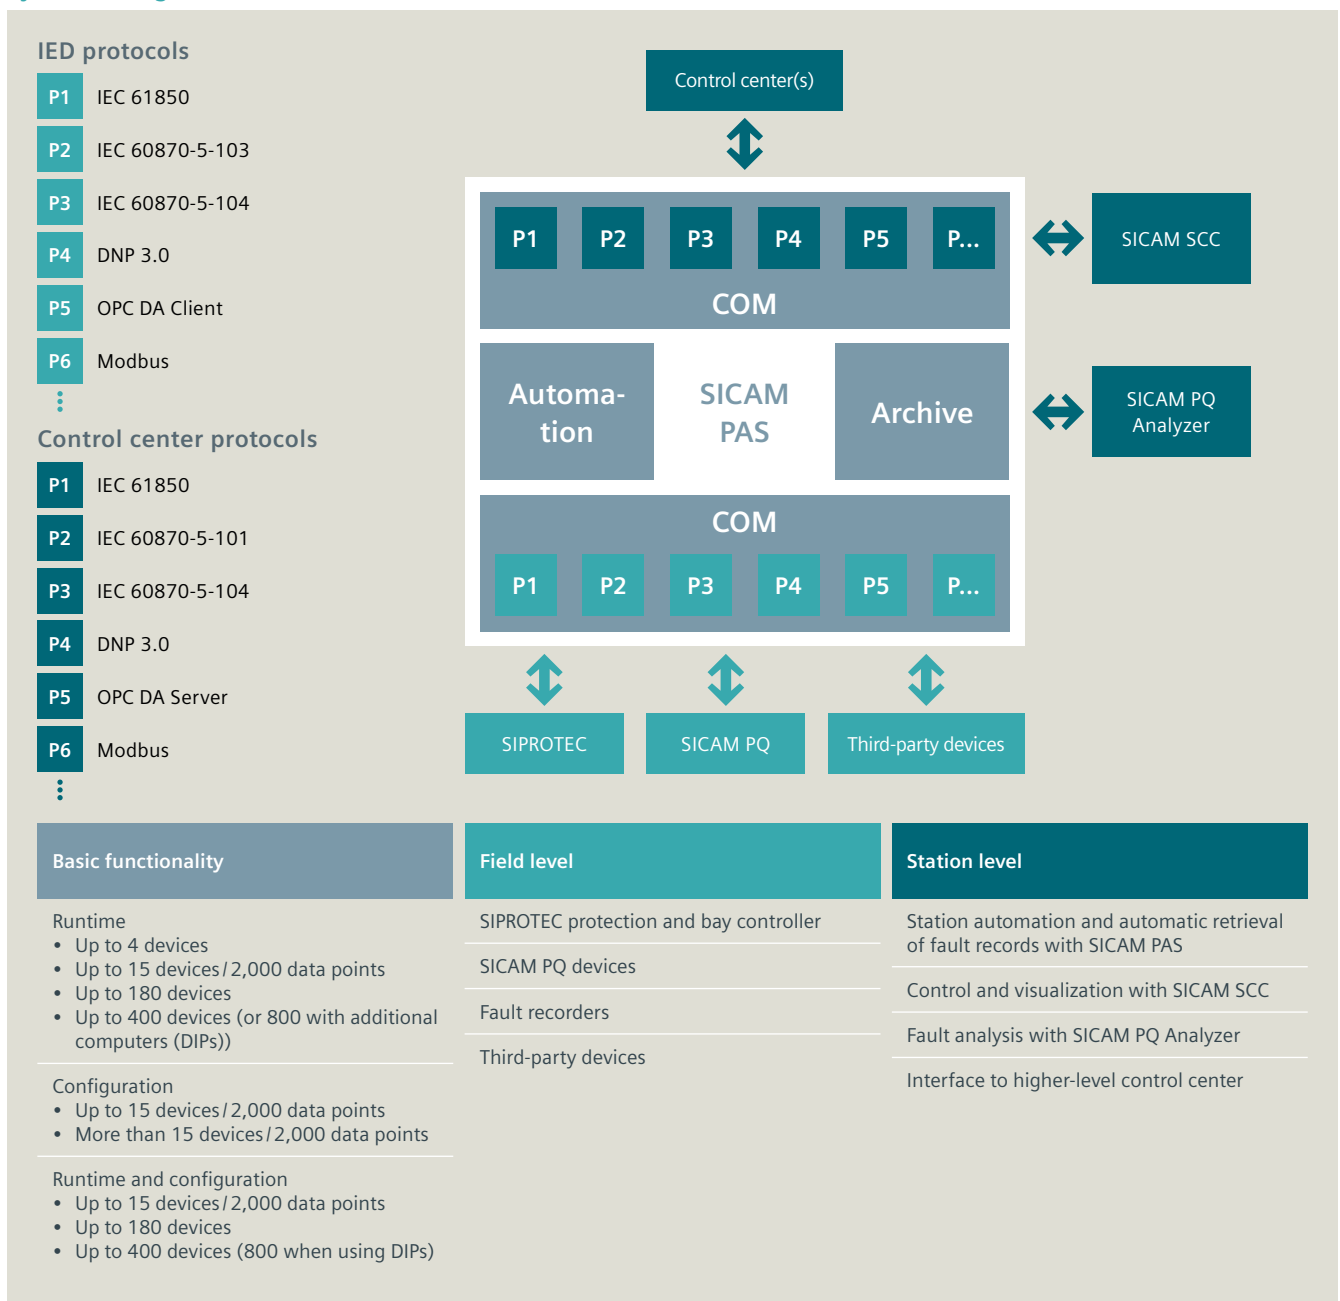 IED protocols
P1 IEC 61850
P2 IEC 60870-5-103
P3 IEC 60870-5-104
P4 DNP 3.0
P5 OPC DA Client
P6 Modbus
Control center protocols
P1 IEC 61850
P2 IEC 60870-5-101
P3 IEC 60870-5-104
P4 DNP 3.0
P5 OPC DA Server
P6 Modbus
Control center(s)
P1 P2 P3 P4 P5 P...
COM
Automa-
tion
SICAM
PAS
Archive
COM
P1 P2 P3 P4 P5 P...
SICAM SCC
SICAM PQ
Analyzer
SIPROTEC
SICAM PQ
Third-party devices
Basic functionality
Runtime
• Up to 4 devices
• Up to 15 devices/2,000 data points
• Up to 180 devices
• Up to 400 devices (or 800 with additional
computers (DIPs))
Configuration
• Up to 15 devices/2,000 data points
• More than 15 devices/2,000 data points
Runtime and configuration
• Up to 15 devices/2,000 data points
• Up to 180 devices
• Up to 400 devices (800 when using DIPs)
Field level
SIPROTEC protection and bay controller
SICAM PQ devices
Fault recorders
Third-party devices
Station level
Station automation and automatic retrieval
of fault records with SICAM PAS
Control and visualization with SICAM SCC
Fault analysis with SICAM PQ Analyzer
Interface to higher-level control center